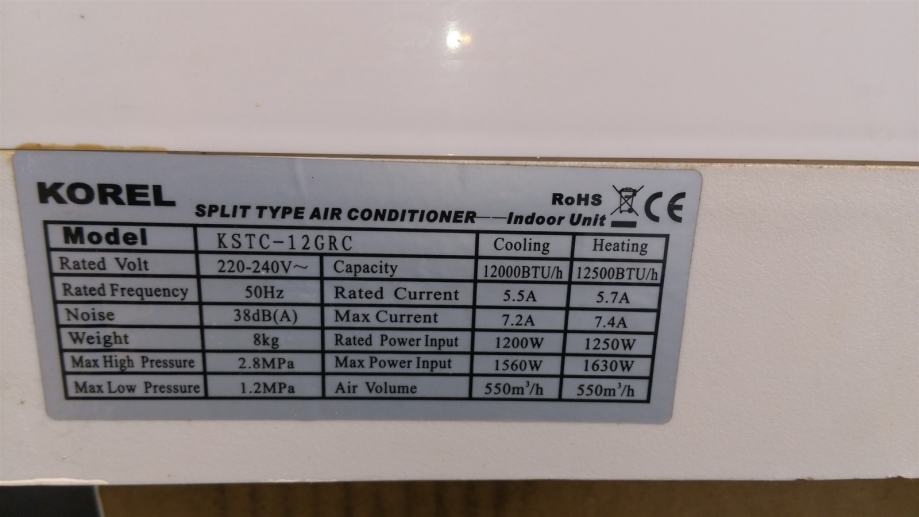 KOREL
RoHS CE
SPLIT TYPE AIR CONDITIONER——Indoor Unit
Model KSTC-12GRC Cooling Heating
Rated Volt 220-240V~ Capacity 12000BTU/h 12500BTU/h
Rated Frequency 50Hz Rated Current 5.5A 5.7A
Noise 38dB(A) Max Current 7.2A 7.4A
Weight 8kg Rated Power Input 1200W 1250W
Max High Pressure 2.8MPa Max Power Input 1560W 1630W
Max Low Pressure 1.2MPa Air Volume 550m³/h 550m³/h